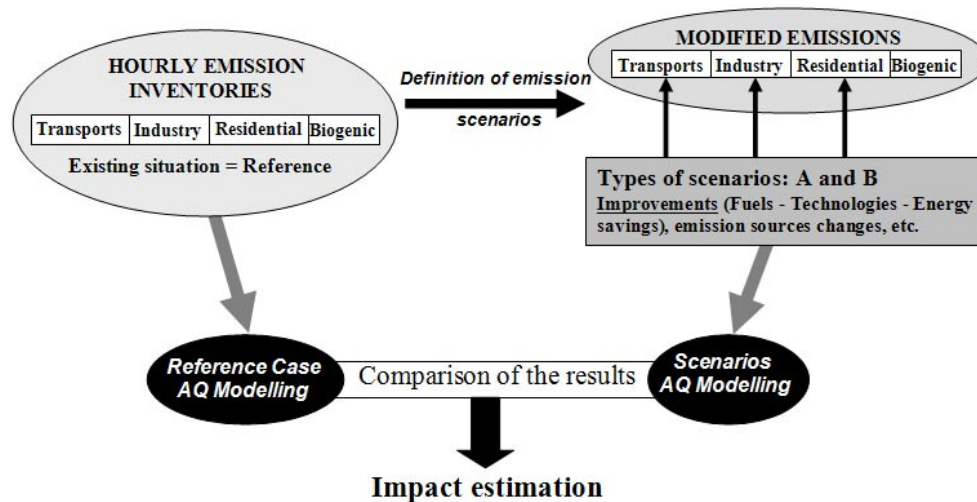 HOURLY EMISSION
INVENTORIES
Transports Industry Residential Biogenic
Existing situation = Reference
Definition of emission
scenarios
MODIFIED EMISSIONS
Transports Industry Residential Biogenic
Types of scenarios: A and B
Improvements (Fuels - Technologies - Energy
savings), emission sources changes, etc.
Reference Case
AQ Modelling
Comparison of the results
Scenarios
AQ Modelling
Impact estimation